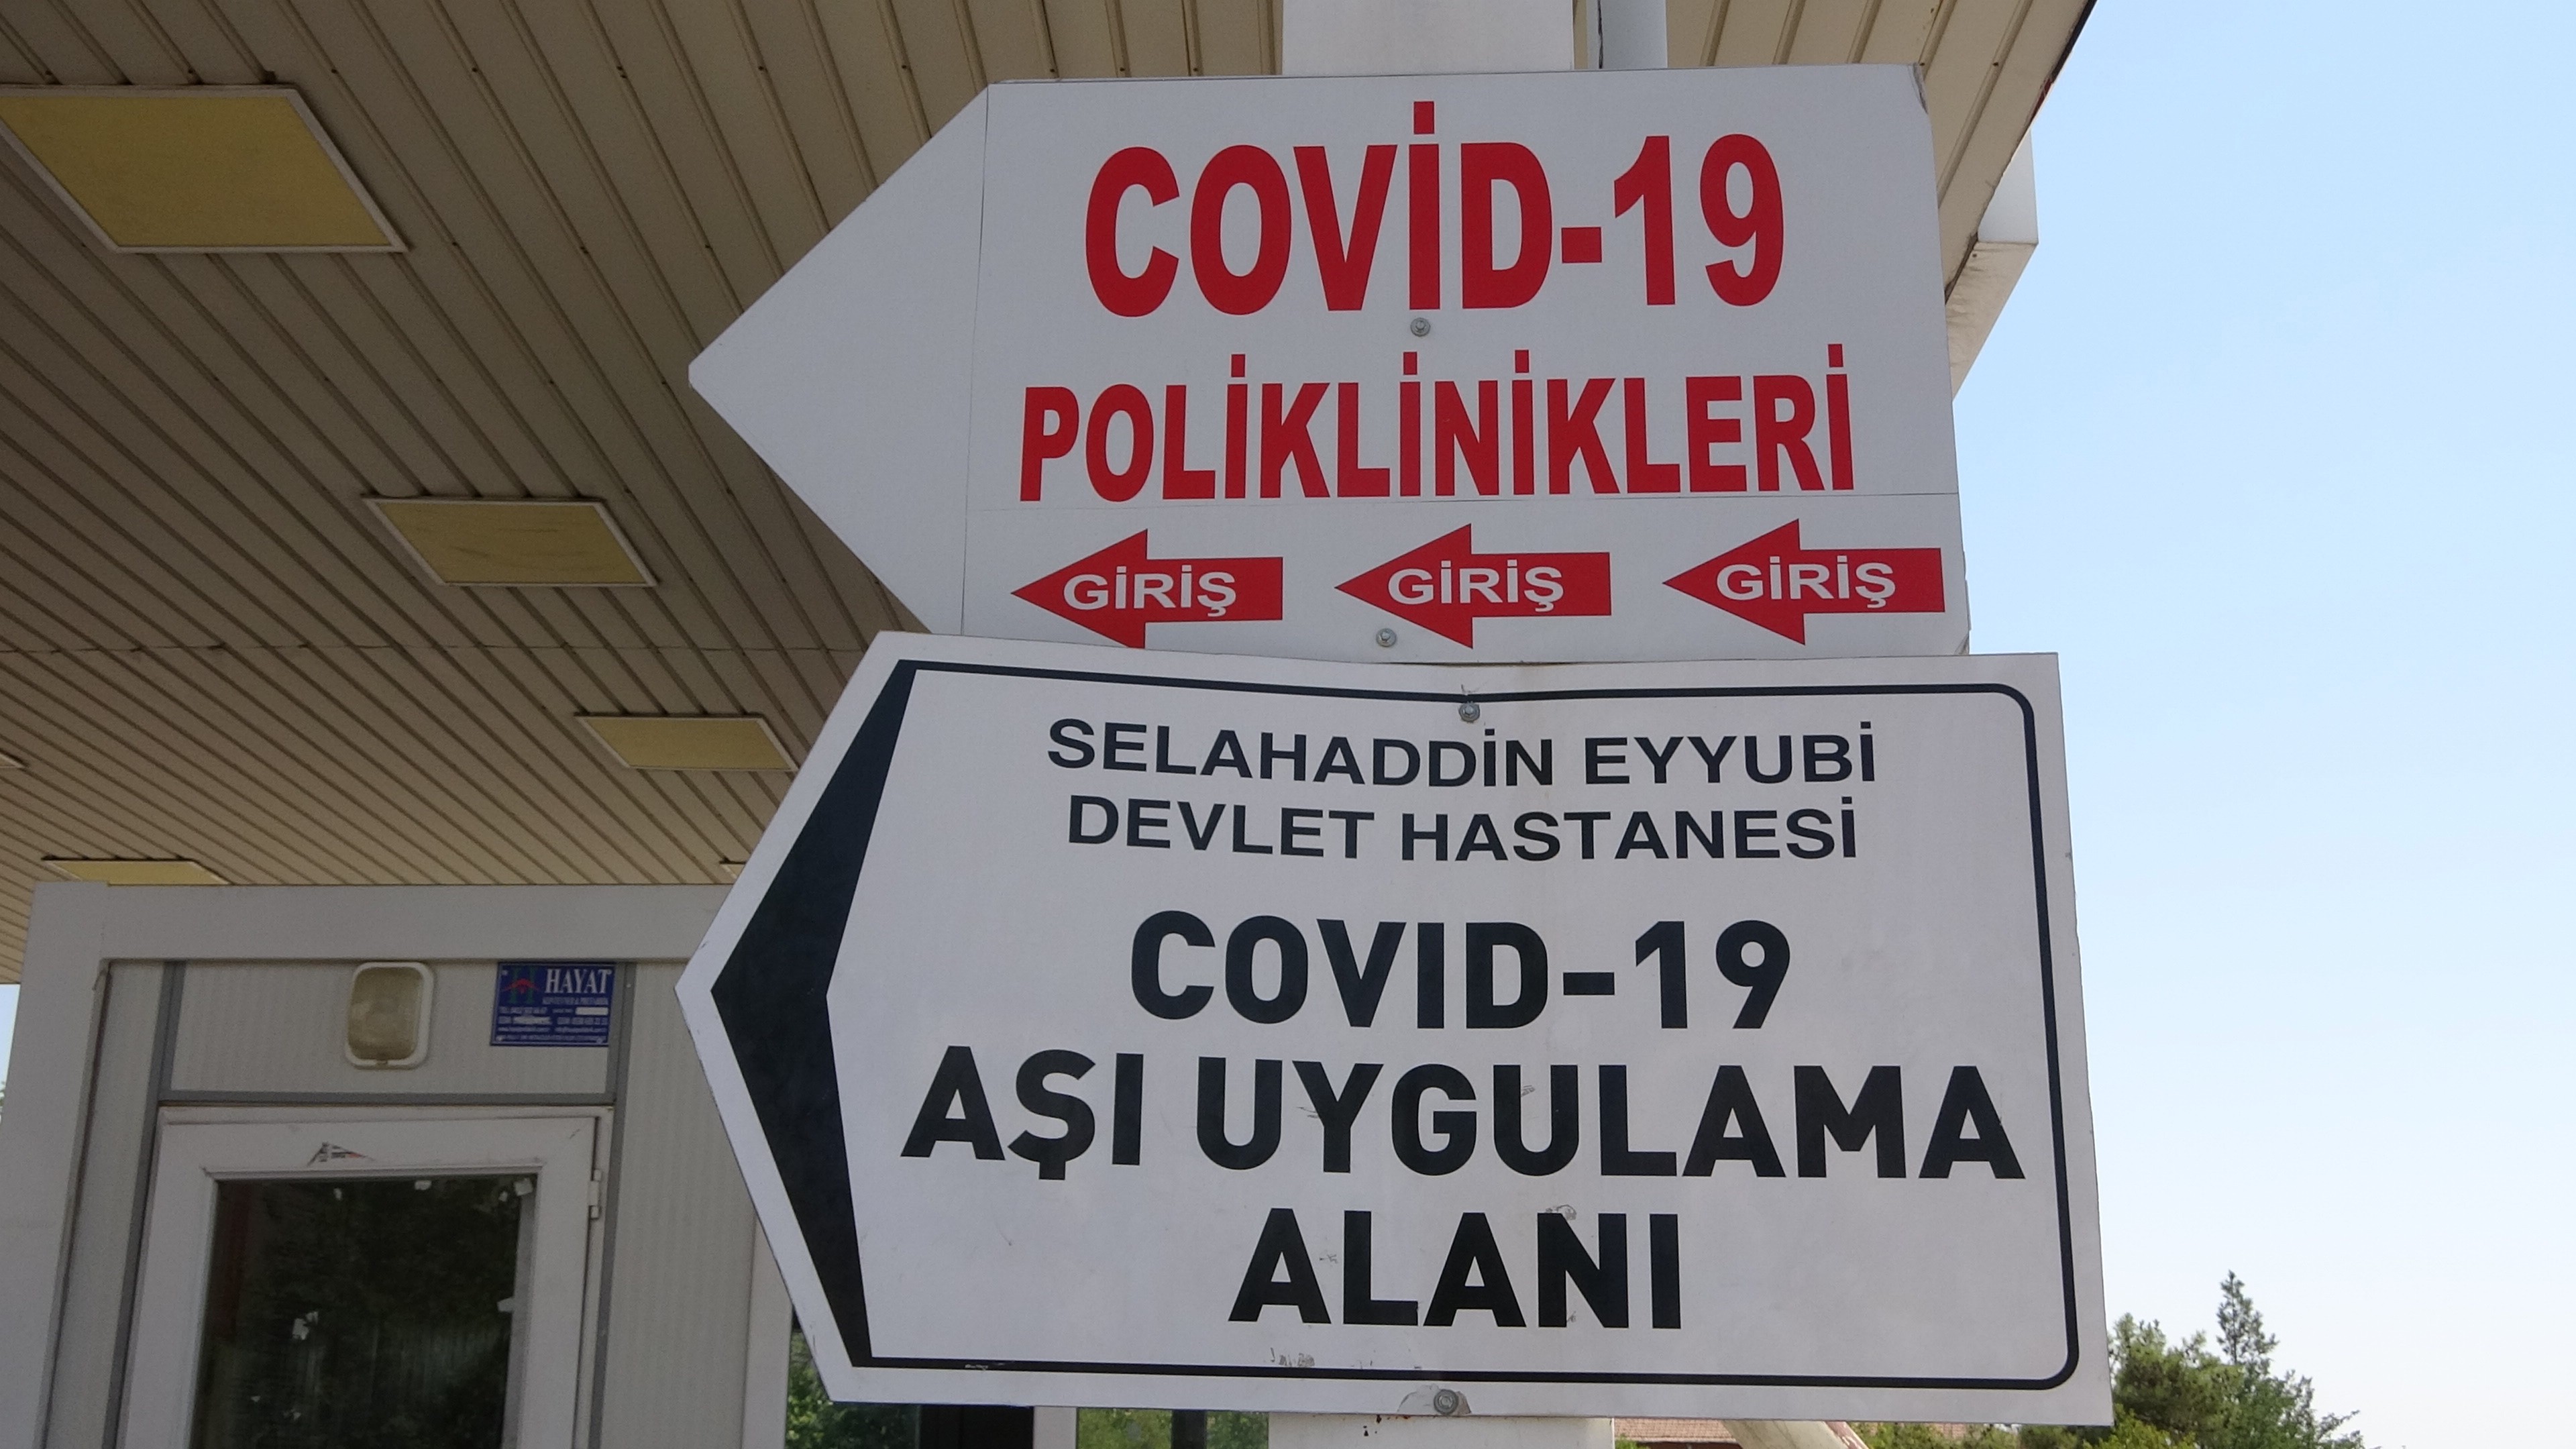 COVİD-19
POLİKLİNİKLERİ
GİRİŞ GİRİŞ GİRİŞ
SELAHADDİN EYYUBİ
DEVLET HASTANESİ
COVID-19
AŞI UYGULAMA
ALANI
HAYAT